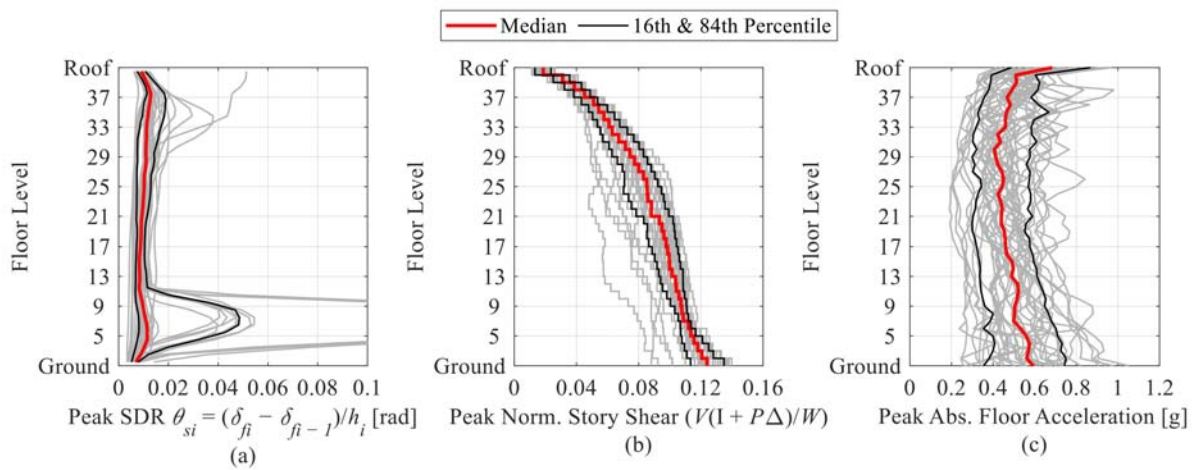 Median 16th & 84th Percentile
Roof
37
33
29
25
21
17
13
9
5
Ground
Floor Level
0 0.02 0.04 0.06 0.08 0.1
Peak SDR θsi = (δfi − δfi − 1)/hi [rad]
(a)
Roof
37
33
29
25
21
17
13
9
5
Ground
Floor Level
0 0.04 0.08 0.12 0.16
Peak Norm. Story Shear (V(I + PΔ)/W)
(b)
Roof
37
33
29
25
21
17
13
9
5
Ground
Floor Level
0 0.2 0.4 0.6 0.8 1 1.2
Peak Abs. Floor Acceleration [g]
(c)